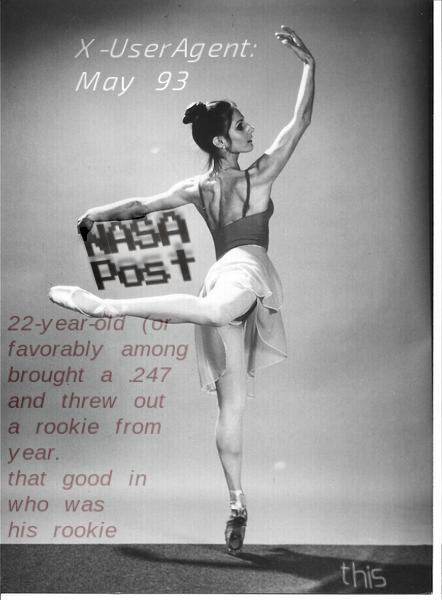 X-UserAgent:
May 93
NASA
Post
22-year-old (or
favorably among
brought a .247
and threw out
a rookie from
year.
that good in
who was
his rookie
this